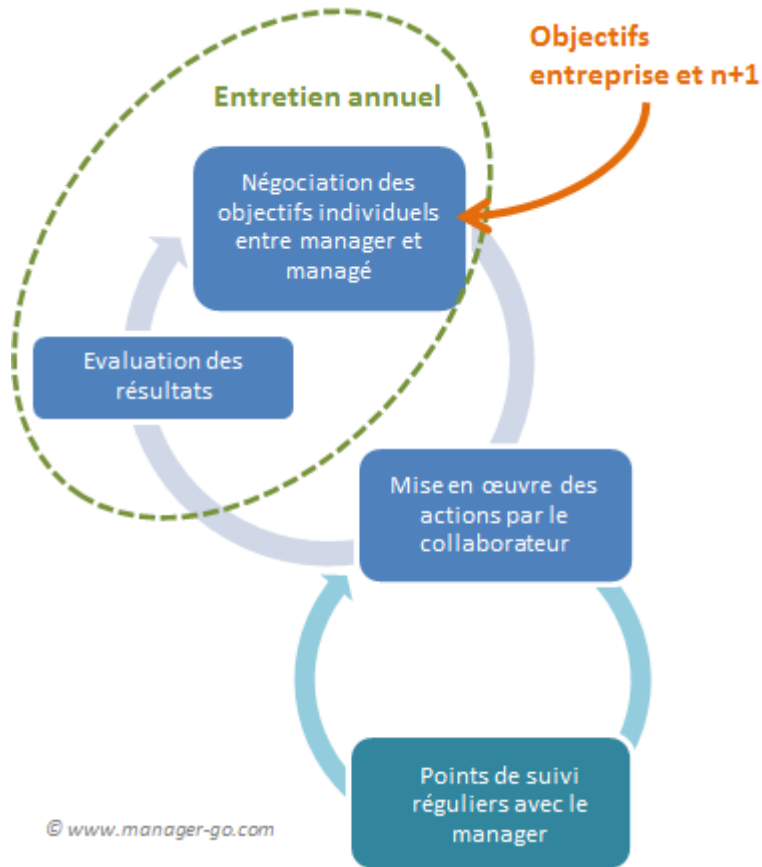 Objectifs
entreprise et n+1
Entretien annuel
Négociation des
objectifs individuels
entre manager et
managé
Evaluation des
résultats
Mise en œuvre des
actions par le
collaborateur
Points de suivi
réguliers avec le
manager
© www.manager-go.com